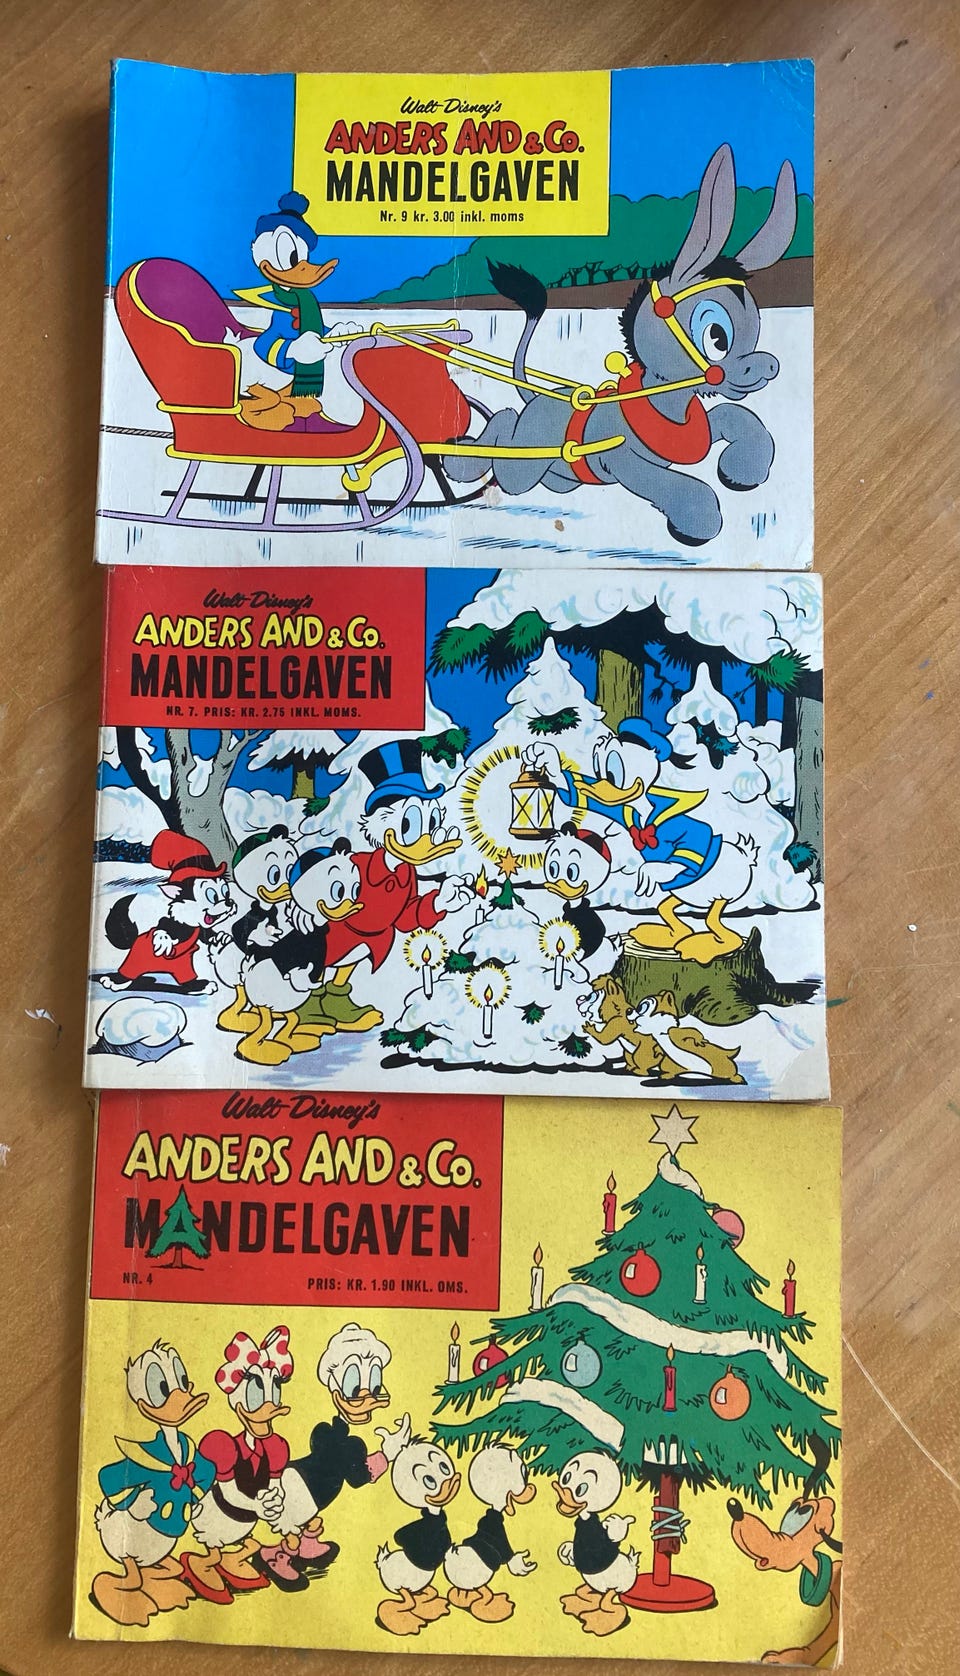 Walt Disney's
ANDERS AND & Co.
MANDELGAVEN
Nr. 9 kr. 3.00 inkl. moms
Walt Disney's
ANDERS AND & Co.
MANDELGAVEN
NR. 7. PRIS: KR. 2.75 INKL. MOMS.
Walt Disney's
ANDERS AND & Co.
MANDELGAVEN
NR. 4 PRIS: KR. 1.90 INKL. OMS.